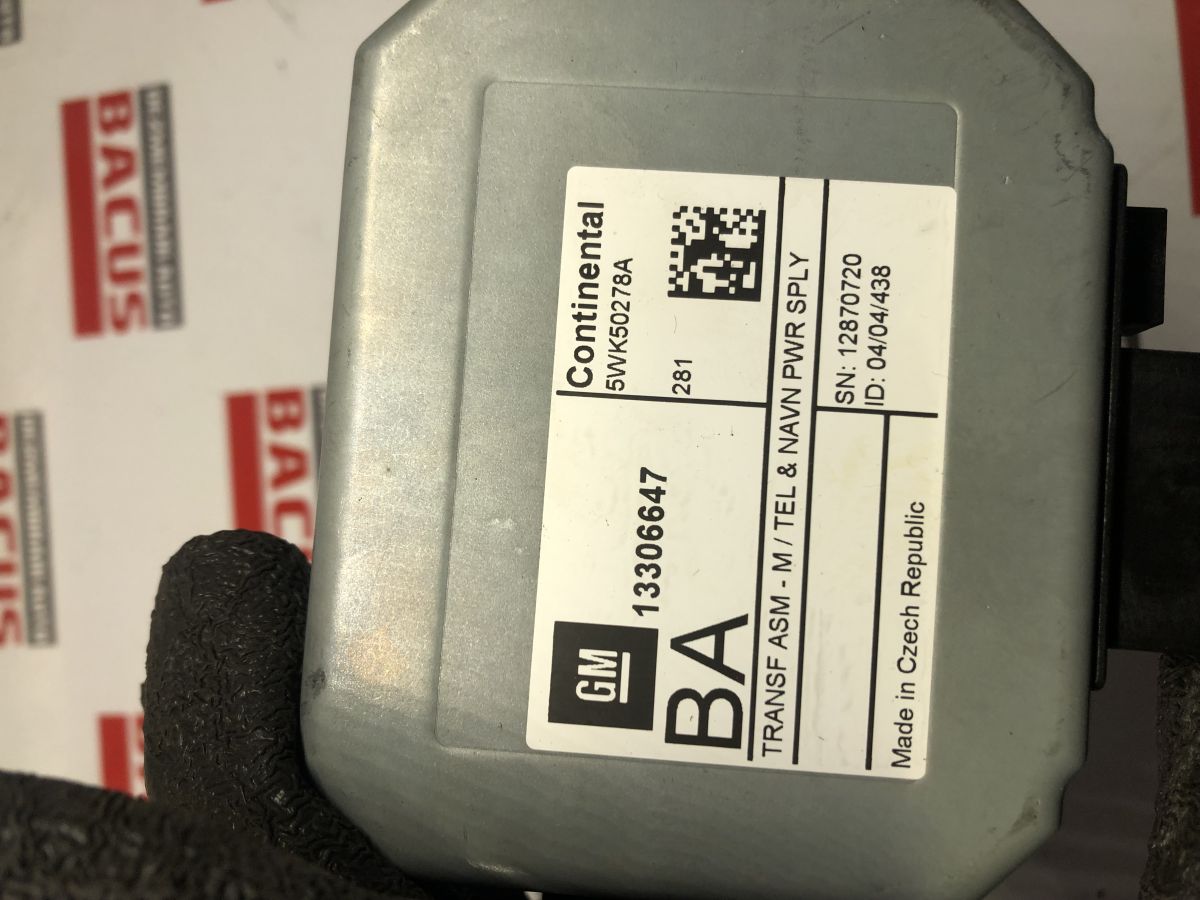 GM
13306647
BA
Continental
5WK50278A
281
TRANSF ASM - M / TEL & NAVN PWR SPLY
SN: 12870720
ID: 04/04/438
Made in Czech Republic
BACUS
BACUS
BACUS